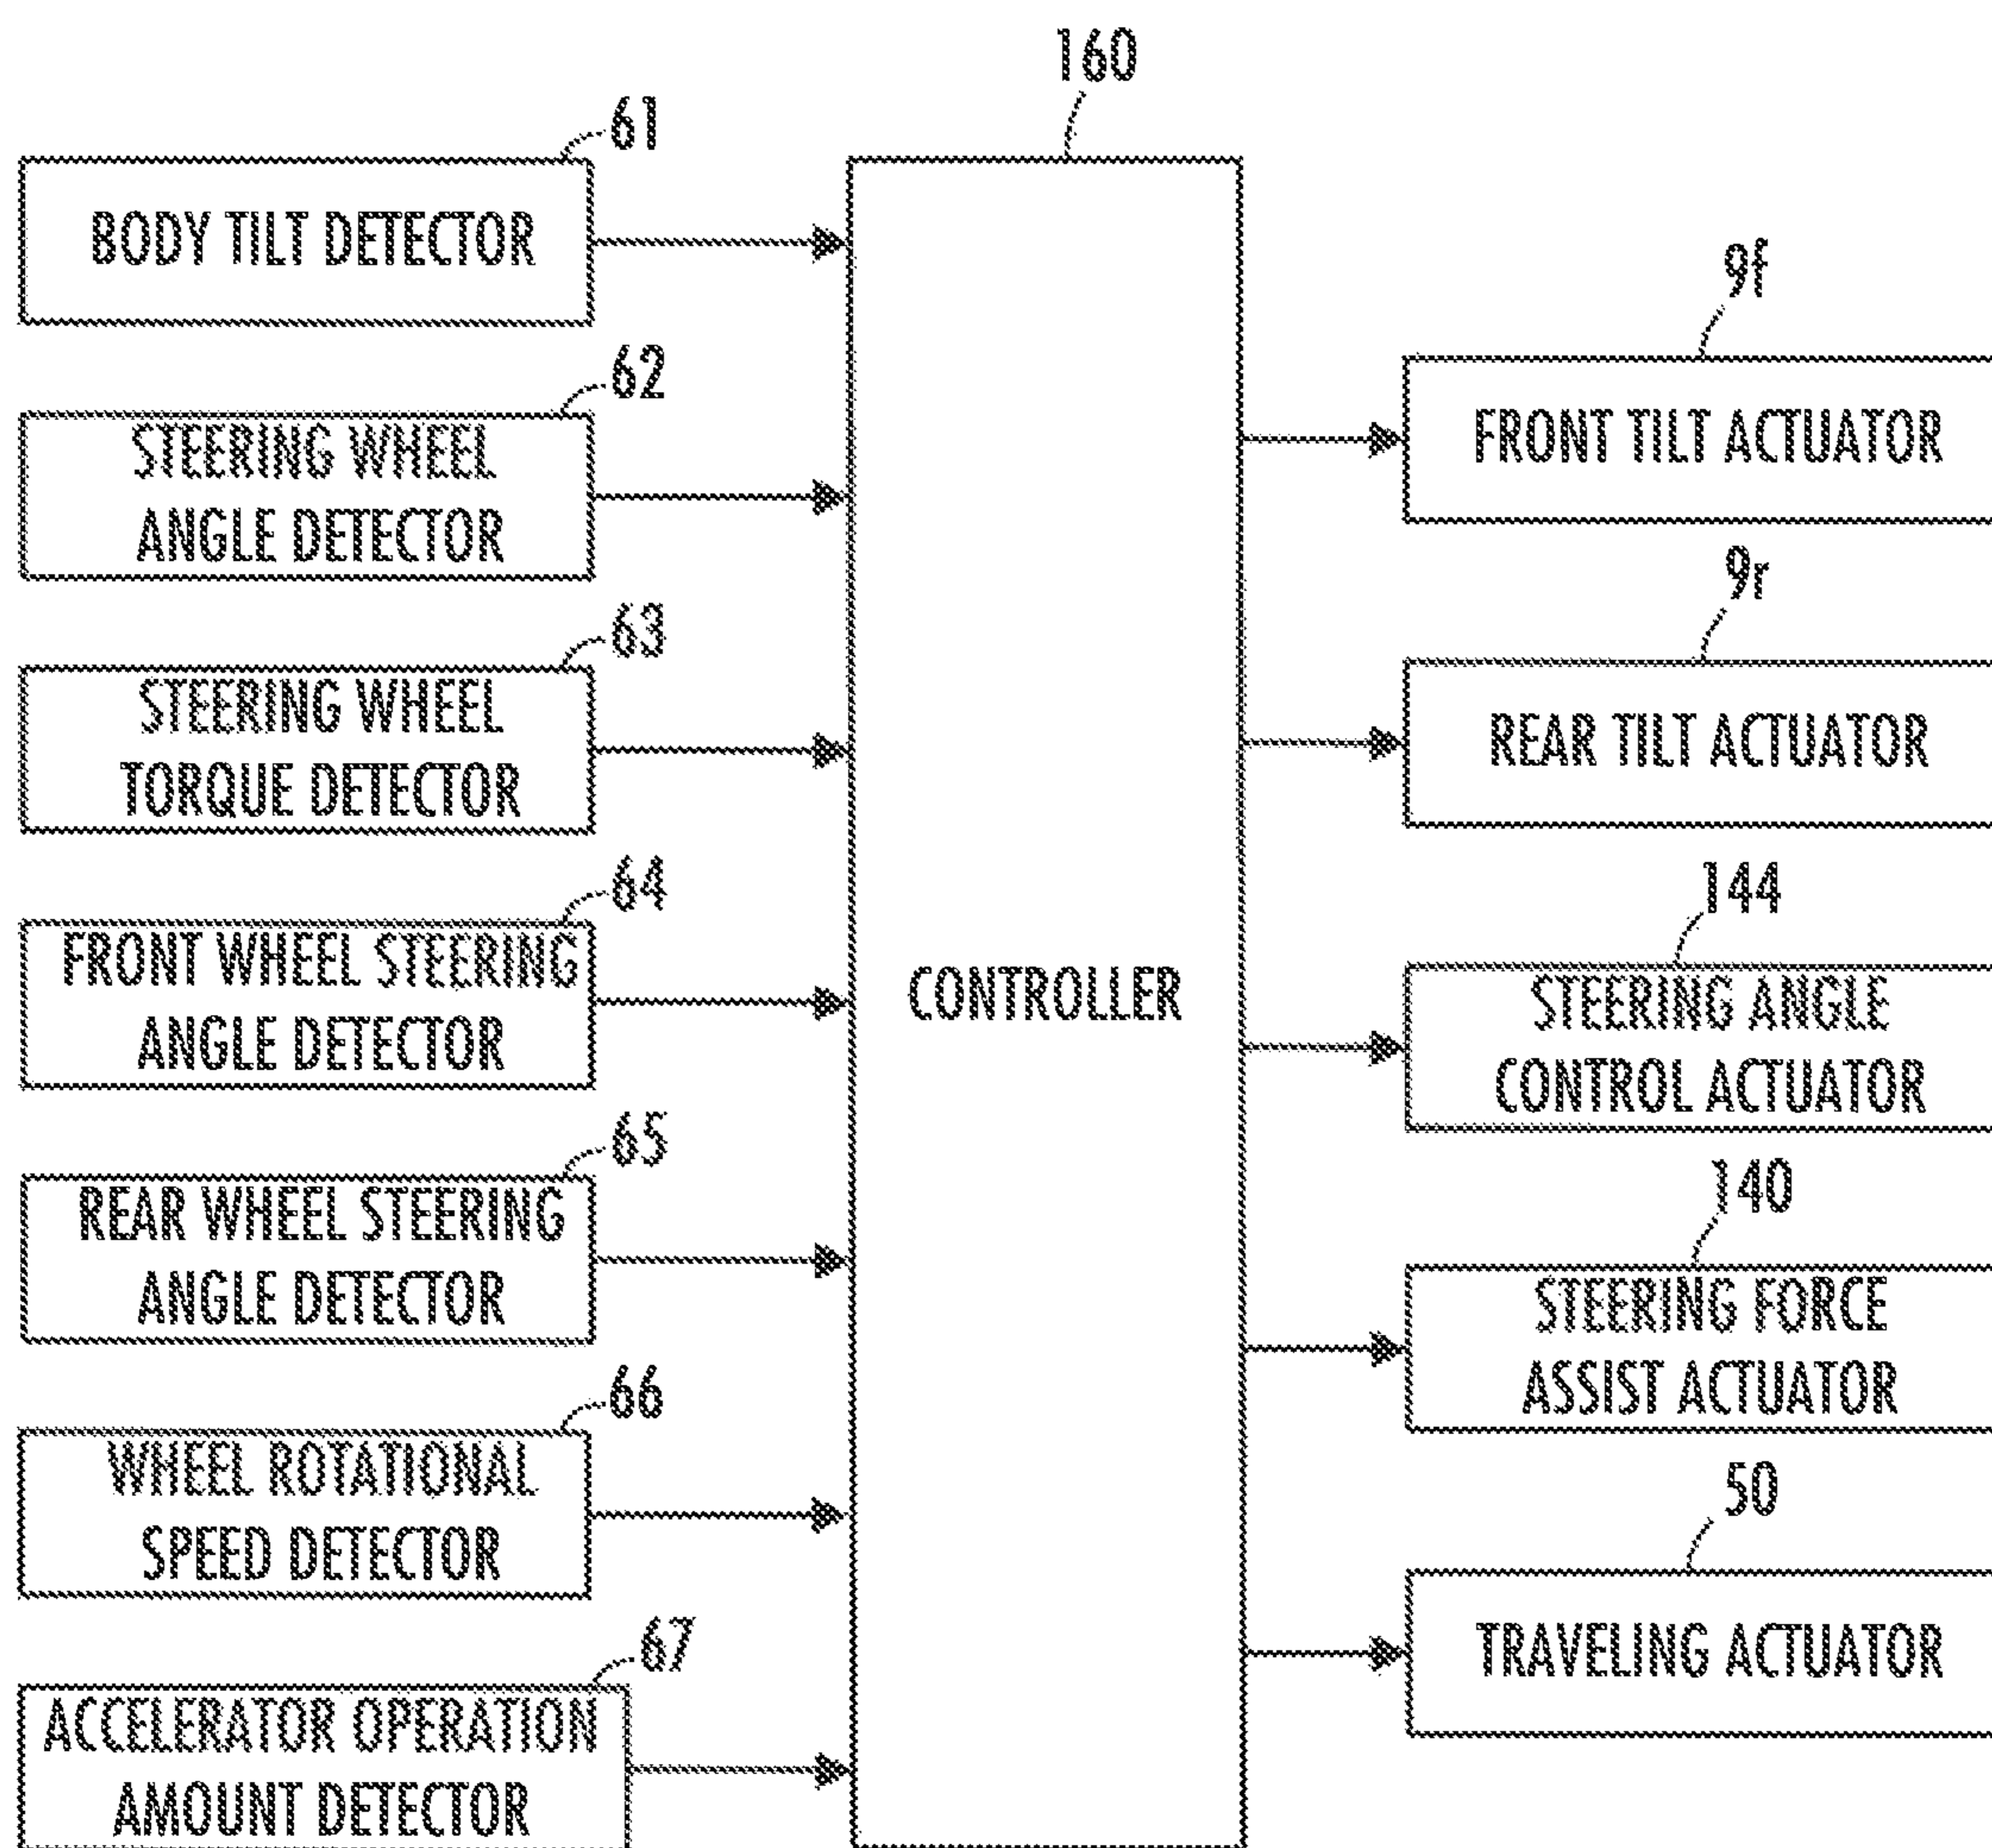 160
61
BODY TILT DETECTOR
62
STEERING WHEEL
ANGLE DETECTOR
63
STEERING WHEEL
TORQUE DETECTOR
64
FRONT WHEEL STEERING
ANGLE DETECTOR
65
REAR WHEEL STEERING
ANGLE DETECTOR
66
WHEEL ROTATIONAL
SPEED DETECTOR
67
ACCELERATOR OPERATION
AMOUNT DETECTOR
CONTROLLER
9f
FRONT TILT ACTUATOR
9r
REAR TILT ACTUATOR
144
STEERING ANGLE
CONTROL ACTUATOR
140
STEERING FORCE
ASSIST ACTUATOR
50
TRAVELING ACTUATOR